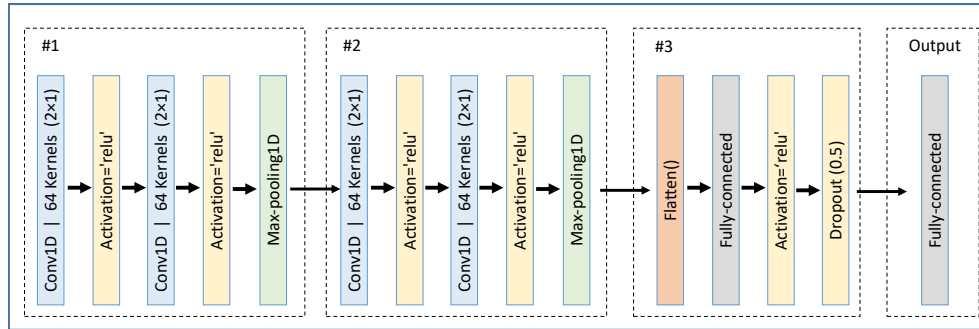 #1
Conv1D | 64 Kernels (2×1)
Activation='relu'
Conv1D | 64 Kernels (2×1)
Activation='relu'
Max-pooling1D
#2
Conv1D | 64 Kernels (2×1)
Activation='relu'
Conv1D | 64 Kernels (2×1)
Activation='relu'
Max-pooling1D
#3
Flatten()
Fully-connected
Activation='relu'
Dropout (0.5)
Output
Fully-connected